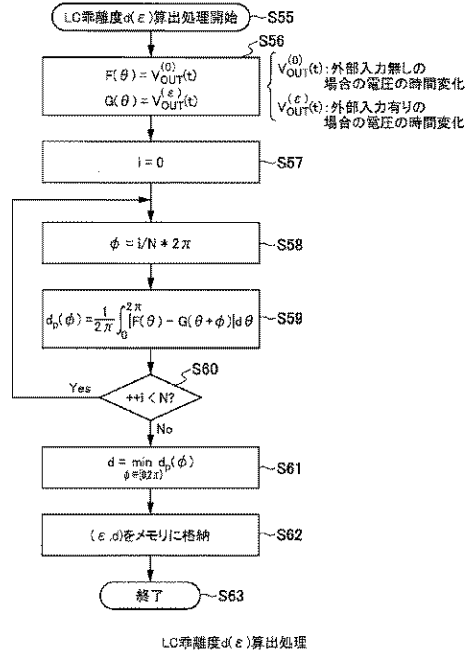 LC乖離度d(ε)算出処理開始 S55
S56
F(θ) = V_OUT^(0)(t)
G(θ) = V_OUT^(ε)(t)
V_OUT^(0)(t):外部入力無しの
場合の電圧の時間変化
V_OUT^(ε)(t):外部入力有りの
場合の電圧の時間変化
i = 0 S57
φ = i/N * 2π S58
d_p(φ) = 1/2π ∫_0^2π |F(θ) − G(θ+φ)|dθ S59
S60
Yes
++i < N?
No
d = min d_p(φ) S61
φ=[0,2π)
(ε,d)をメモリに格納 S62
終了 S63
LC乖離度d(ε)算出処理